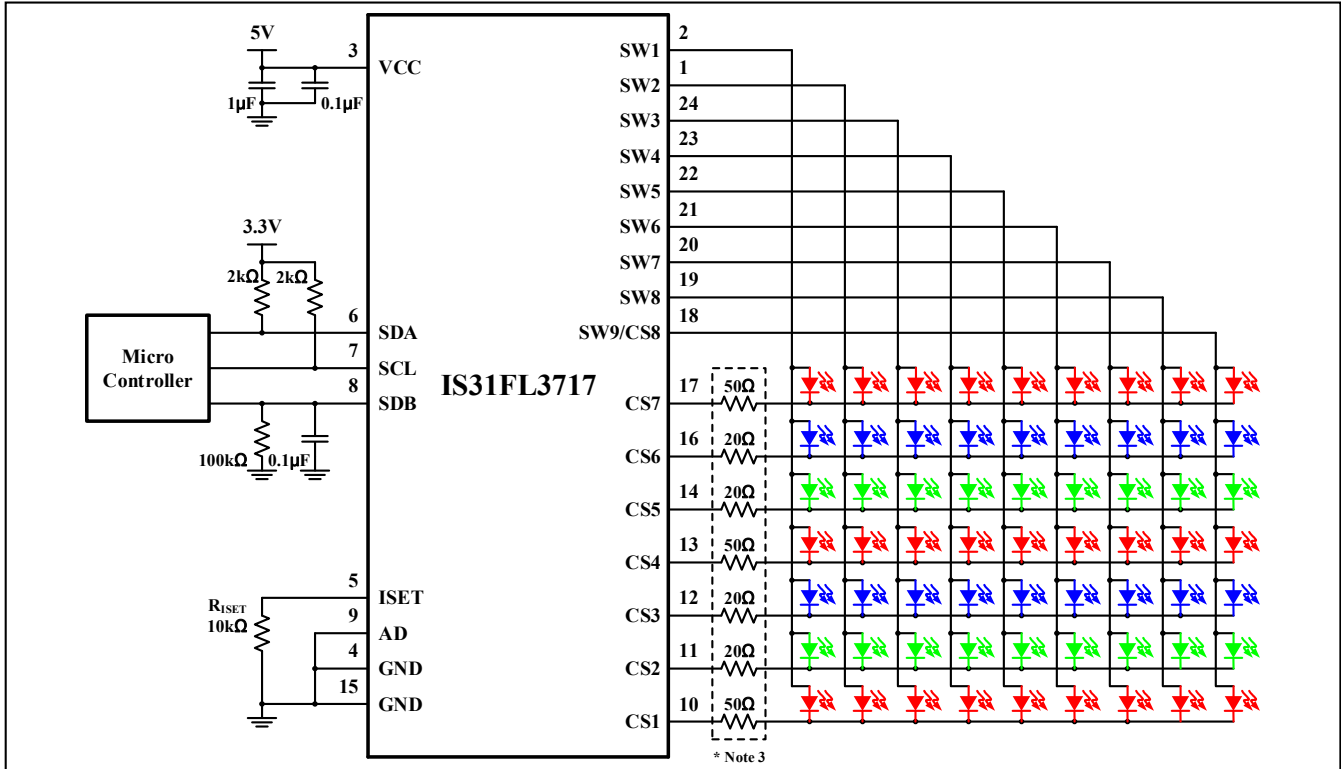 5V
3
VCC
1μF
0.1μF
3.3V
2kΩ
2kΩ
Micro
Controller
6
SDA
7
SCL
8
SDB
100kΩ
0.1μF
RISET
10kΩ
5
ISET
9
AD
4
GND
15
GND
IS31FL3717
2
SW1
1
SW2
24
SW3
23
SW4
22
SW5
21
SW6
20
SW7
19
SW8
18
SW9/CS8
17
CS7
50Ω
16
CS6
20Ω
14
CS5
20Ω
13
CS4
50Ω
12
CS3
20Ω
11
CS2
20Ω
10
CS1
50Ω
* Note 3